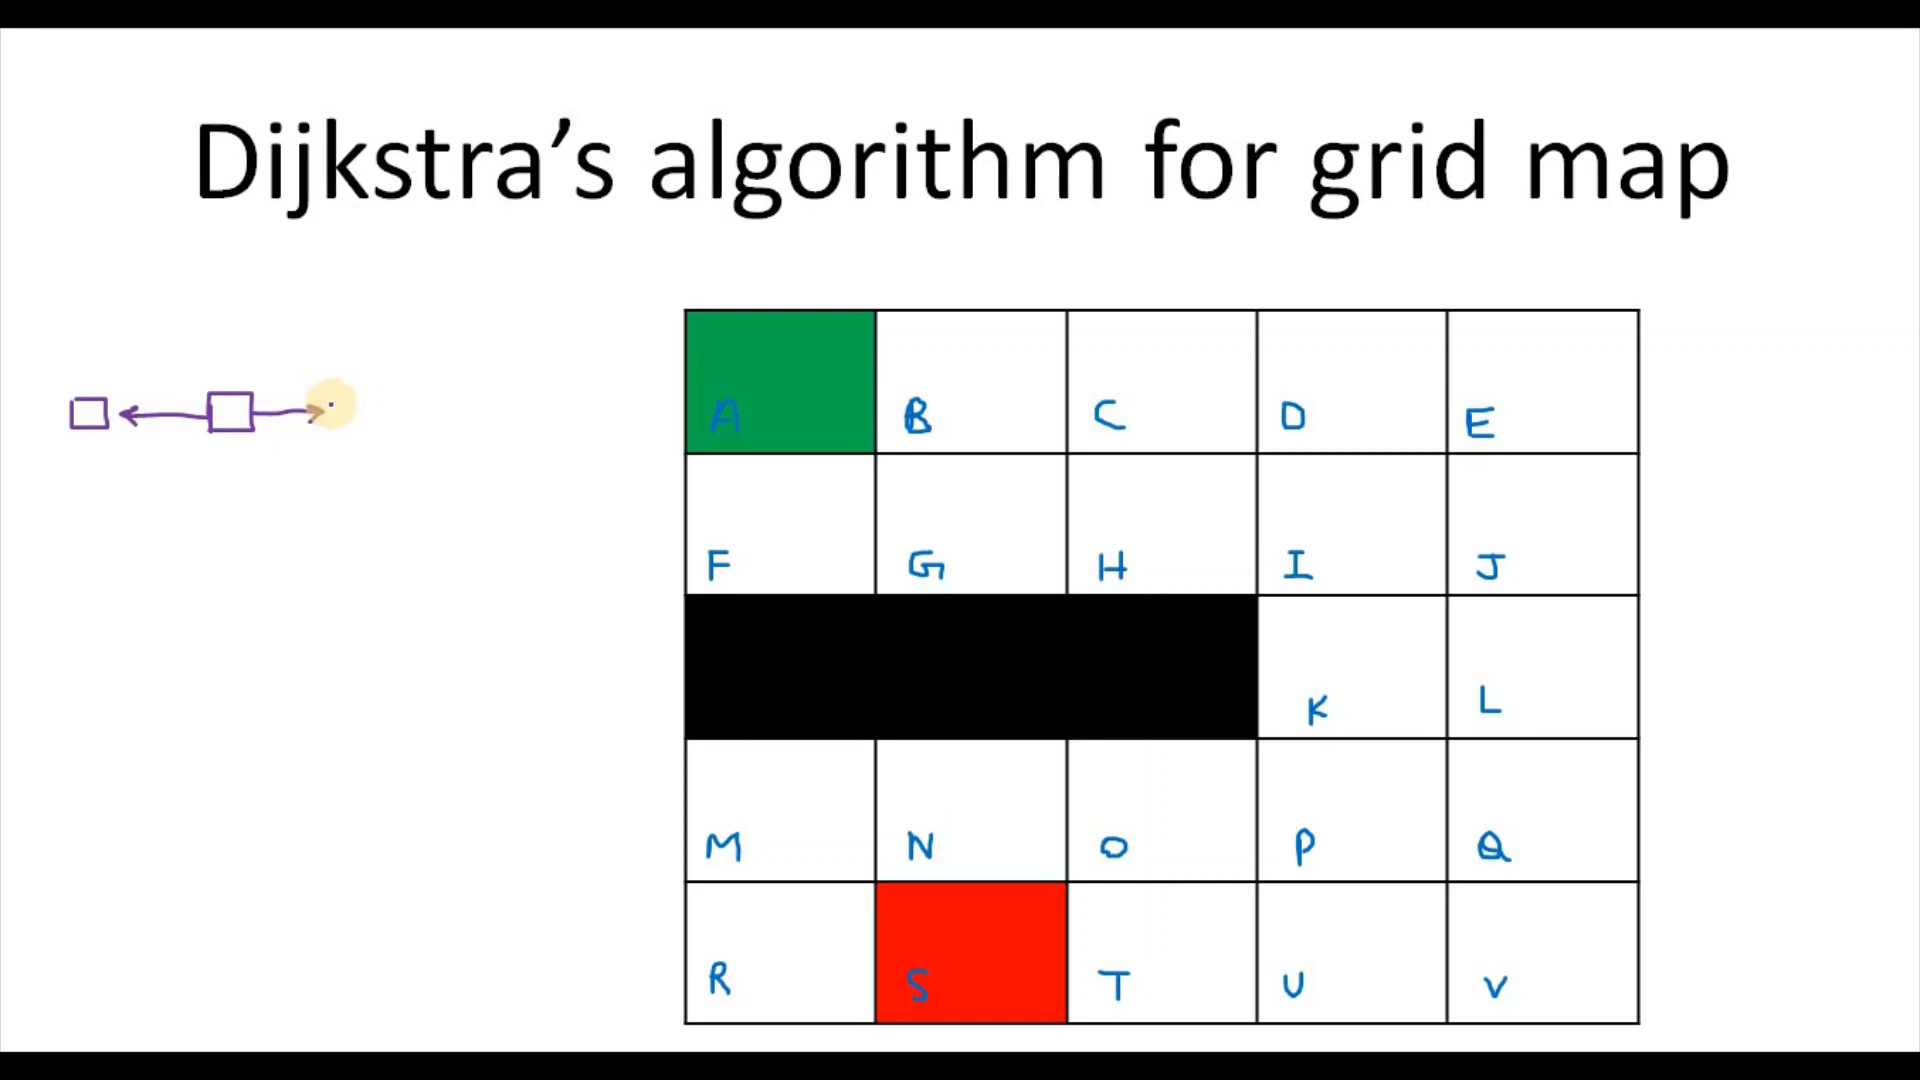 Dijkstra’s algorithm for grid map
A B C D E
F G H I J
K L
M N O P Q
R S T U V